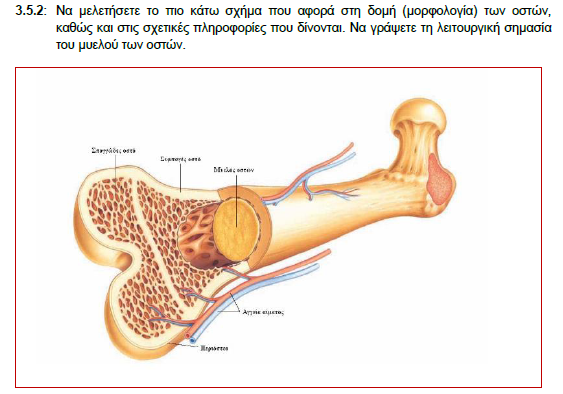 3.5.2: Να μελετήσετε το πιο κάτω σχήμα που αφορά στη δομή (μορφολογία) των οστών,
καθώς και στις σχετικές πληροφορίες που δίνονται. Να γράψετε τη λειτουργική σημασία
του μυελού των οστών.
Σπογγώδες οστό
Συμπαγές οστό
Μυελός οστών
Αγγεία αίματος
Περιόστεο